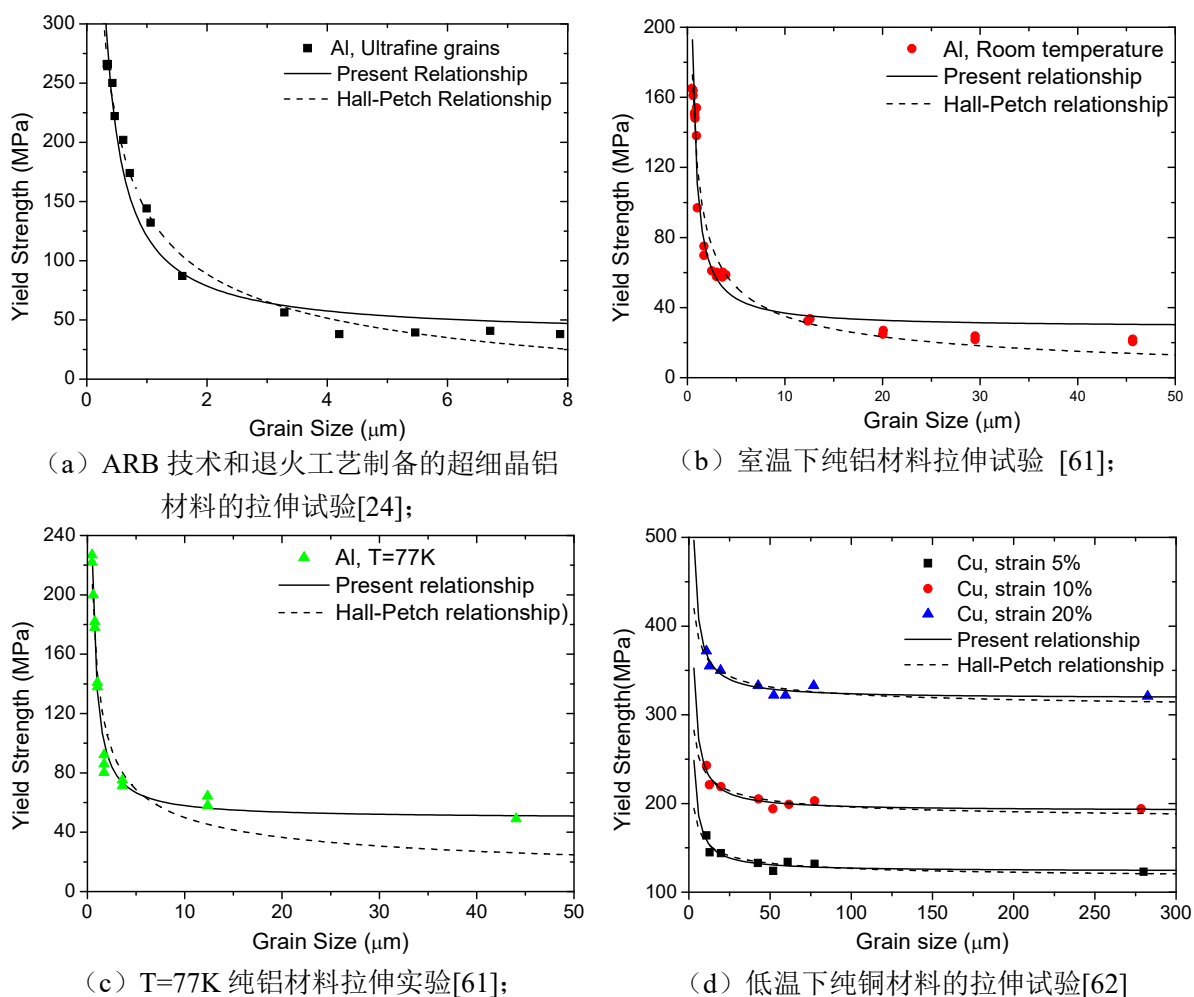 300
250
200
150
100
50
0
Yield Strength (MPa)
Al, Ultrafine grains
Present Relationship
Hall-Petch Relationship
0 2 4 6 8
Grain Size (μm)
（a）ARB 技术和退火工艺制备的超细晶铝
材料的拉伸试验[24];
200
160
120
80
40
0
Yield Strength (MPa)
Al, Room temperature
Present relationship
Hall-Petch relationship
0 10 20 30 40 50
Grain Size (μm)
（b）室温下纯铝材料拉伸试验 [61];
240
200
160
120
80
40
0
Yield Strength (MPa)
Al, T=77K
Present relationship
Hall-Petch relationship)
0 10 20 30 40 50
Grain Size (μm)
（c）T=77K 纯铝材料拉伸实验[61];
500
400
300
200
100
Yield Strength(MPa)
Cu, strain 5%
Cu, strain 10%
Cu, strain 20%
Present relationship
Hall-Petch relationship
0 50 100 150 200 250 300
Grain size (μm)
（d）低温下纯铜材料的拉伸试验[62]